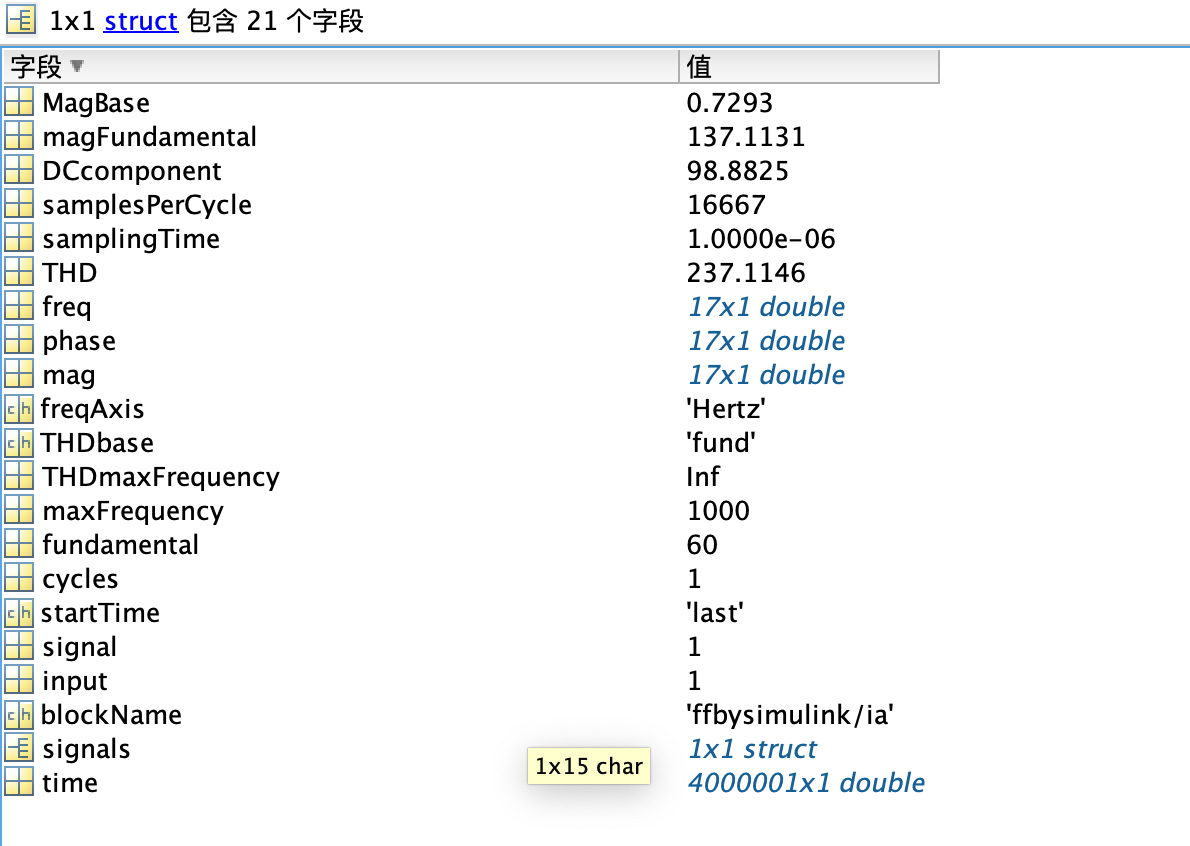 1x1 struct 包含 21 个字段
字段 值
MagBase 0.7293
magFundamental 137.1131
DCcomponent 98.8825
samplesPerCycle 16667
samplingTime 1.0000e-06
THD 237.1146
freq 17x1 double
phase 17x1 double
mag 17x1 double
freqAxis 'Hertz'
THDbase 'fund'
THDmaxFrequency Inf
maxFrequency 1000
fundamental 60
cycles 1
startTime 'last'
signal 1
input 1
blockName 'ffbysimulink/ia'
signals 1x1 struct
1x15 char
time 4000001x1 double